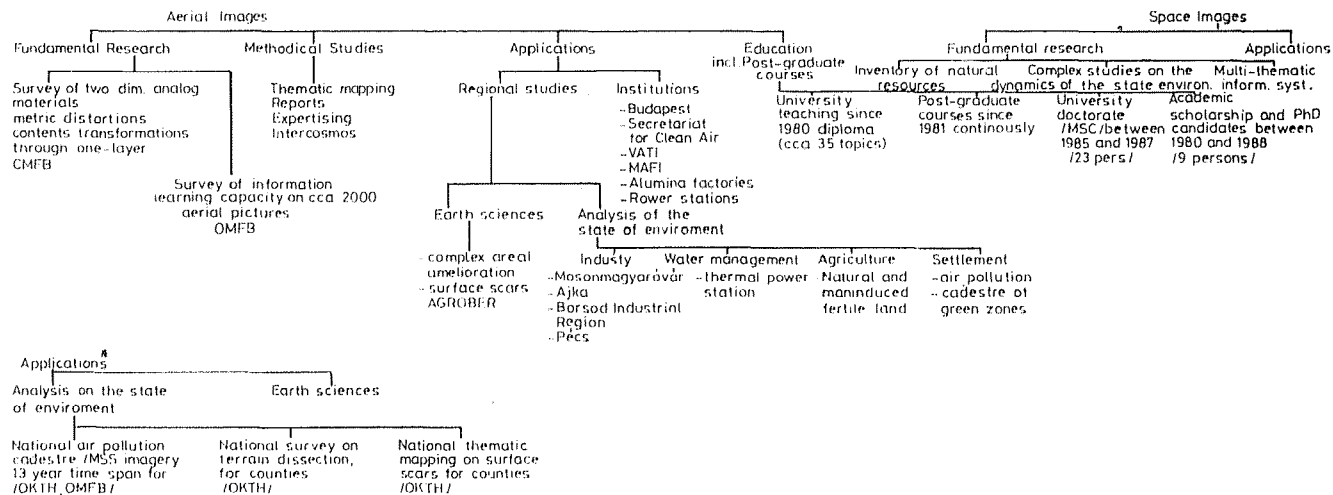 Aerial Images
Space Images
Fundamental Research
Methodical Studies
Applications
Education
incl. Post-graduate
courses
Fundamental research
Applications
Survey of two dim. analog
materials
metric distortions
contents transformations
through one-layer
CMFB
Survey of information
learning capacity on cca 2000
aerial pictures
OMFB
Thematic mapping
Reports
Expertising
Intercosmos
Regional studies
Institutions
-Budapest
-Secretariat
for Clean Air
-VATI
-MAFI
-Alumina factories
-Rower stations
University
teaching since
1980 diploma
(cca 35 topics)
Post-graduate
courses since
1981 continously
University
doctorate
/MSC/between
1985 and 1987
/23 pers/
Academic
scholarship and PhD
candidates between
1980 and 1988
/9 persons/
Inventory of natural
resources
Complex studies on the
dynamics of the state
Multi-thematic
environ. inform. syst.
Earth sciences
- complex areal
amelioration
- surface scars
AGROBER
Analysis of the
state of enviroment
Industy
-Mosonmagyaróvár
-Ajka
-Borsod Industrial
Region
-Pécs
Water management
-thermal power
station
Agriculture
-Natural and
maninduced
fertile land
Settlement
-air pollution
-cadestre of
green zones
Applications*
Analysis on the state
of enviroment
Earth sciences
National air pollution
cadestre /MSS imagery
13 year time span for
/OKTH, OMFB/
National survey on
terrain dissection,
for counties
/OKTH/
National thematic
mapping on surface
scars for counties
/OKTH/